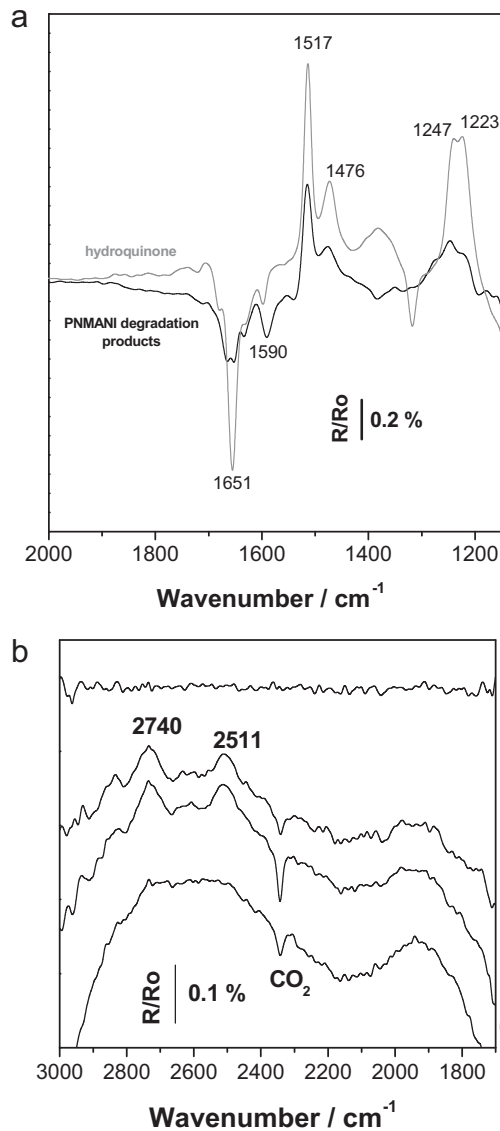 a
1517
1247
1223
1476
hydroquinone
PNMANI degradation
products
1590
R/Ro
0.2 %
1651
2000
1800
1600
1400
1200
Wavenumber / cm⁻¹
b
2740
2511
R/Ro
0.1 %
CO₂
3000
2800
2600
2400
2200
2000
1800
Wavenumber / cm⁻¹